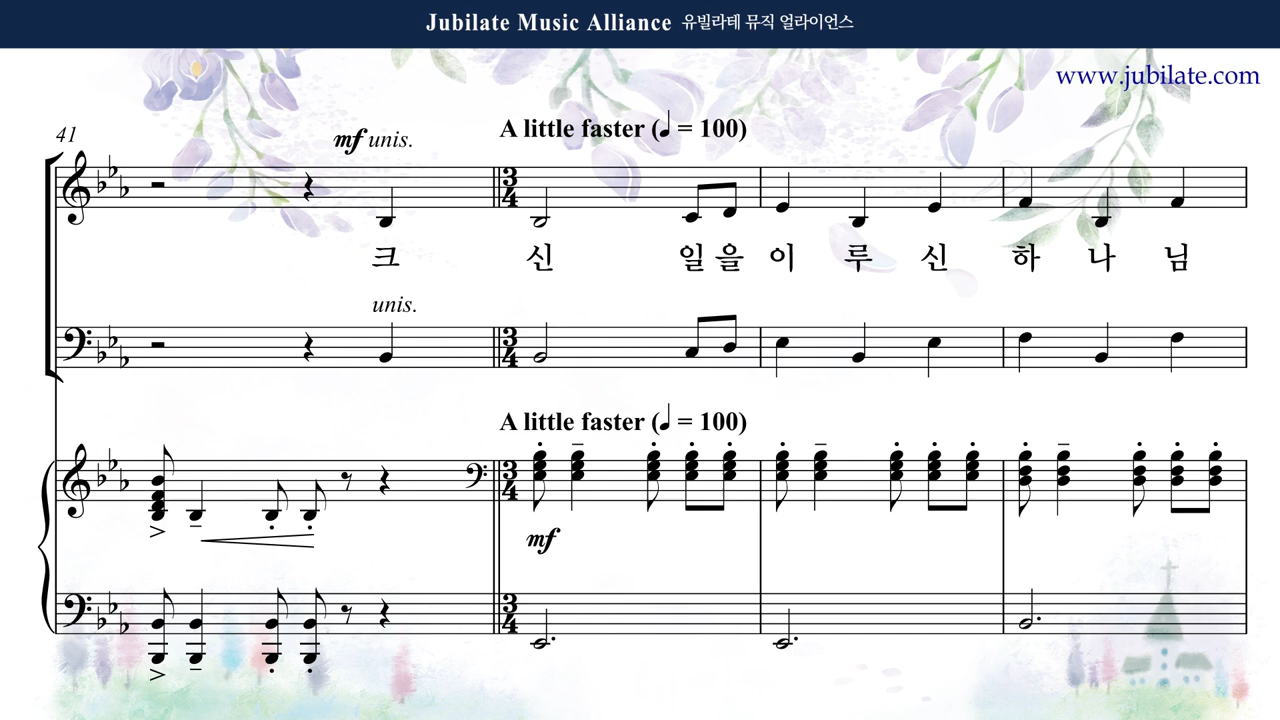 Jubilate Music Alliance 유빌라테 뮤직 얼라이언스
www.jubilate.com
41
mf unis.
A little faster (♩ = 100)
3 4
크 신 일 을 이 루 신 하 나 님
unis.
3 4
A little faster (♩ = 100)
3 4
mf
3 4